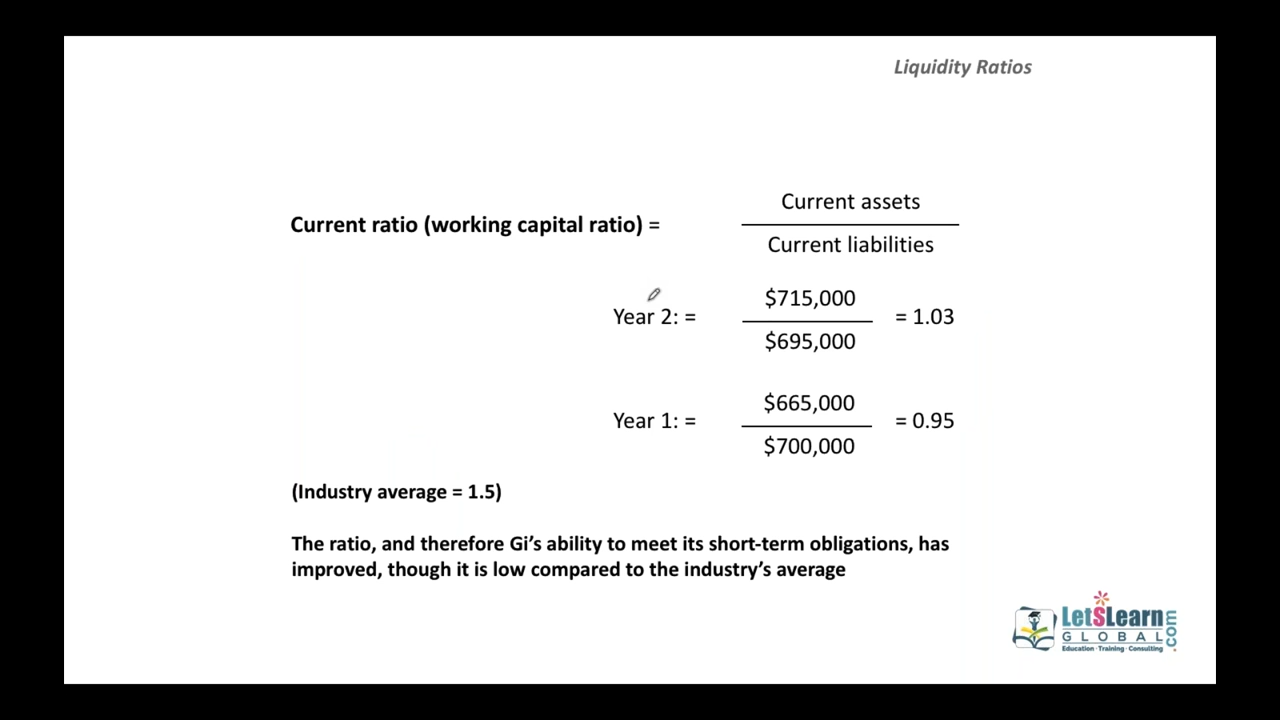 Liquidity Ratios
Current ratio (working capital ratio) =
Current assets
Current liabilities
Year 2: =
$715,000
$695,000
= 1.03
Year 1: =
$665,000
$700,000
= 0.95
(Industry average = 1.5)
The ratio, and therefore Gi’s ability to meet its short-term obligations, has
improved, though it is low compared to the industry’s average
LetSLearn
GLOBAL
.com
Education · Training · Consulting